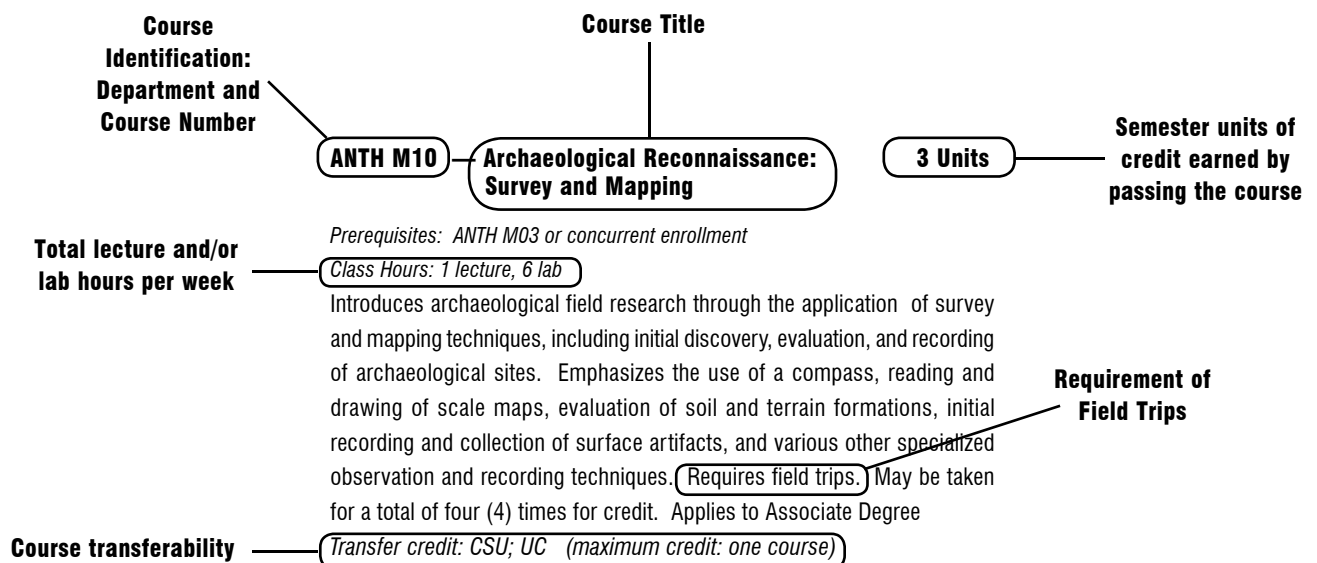 Course
Identification:
Department and
Course Number
Course Title
ANTH M10
Archaeological Reconnaissance:
Survey and Mapping
3 Units
Semester units of
credit earned by
passing the course
Prerequisites: ANTH M03 or concurrent enrollment
Total lecture and/or
lab hours per week
Class Hours: 1 lecture, 6 lab
Introduces archaeological field research through the application of survey
and mapping techniques, including initial discovery, evaluation, and recording
of archaeological sites. Emphasizes the use of a compass, reading and
drawing of scale maps, evaluation of soil and terrain formations, initial
recording and collection of surface artifacts, and various other specialized
observation and recording techniques. Requires field trips. May be taken
for a total of four (4) times for credit. Applies to Associate Degree
Requirement of
Field Trips
Course transferability
Transfer credit: CSU; UC (maximum credit: one course)